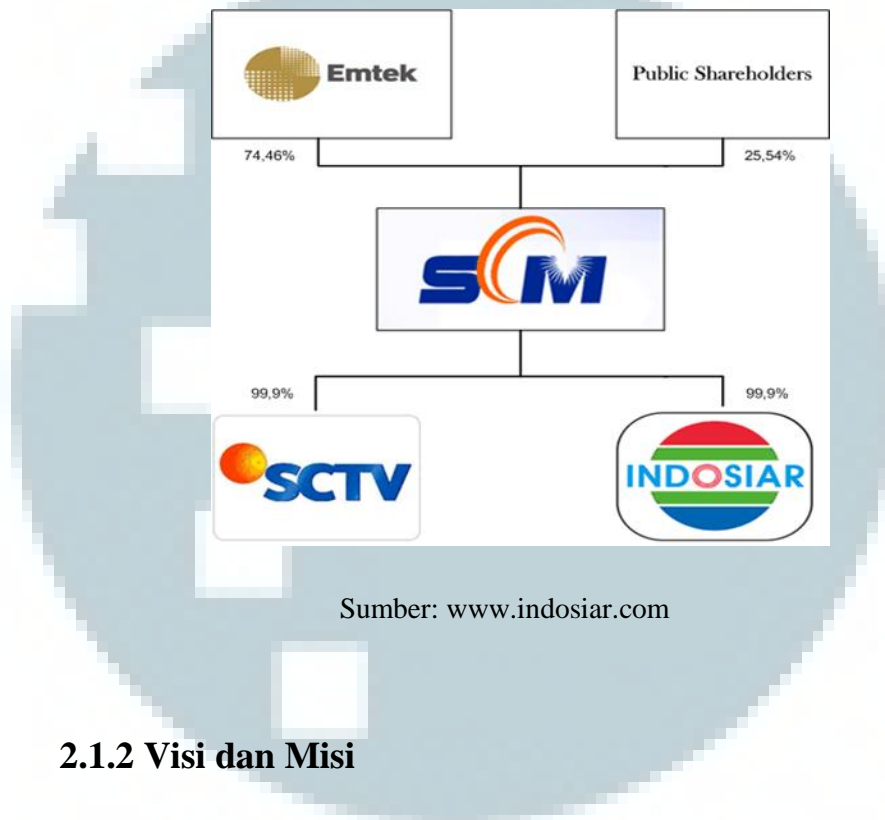 Emtek
Public Shareholders
74,46%
25,54%
SCM
99,9%
99,9%
SCTV
INDOSIAR
Sumber: www.indosiar.com
2.1.2 Visi dan Misi